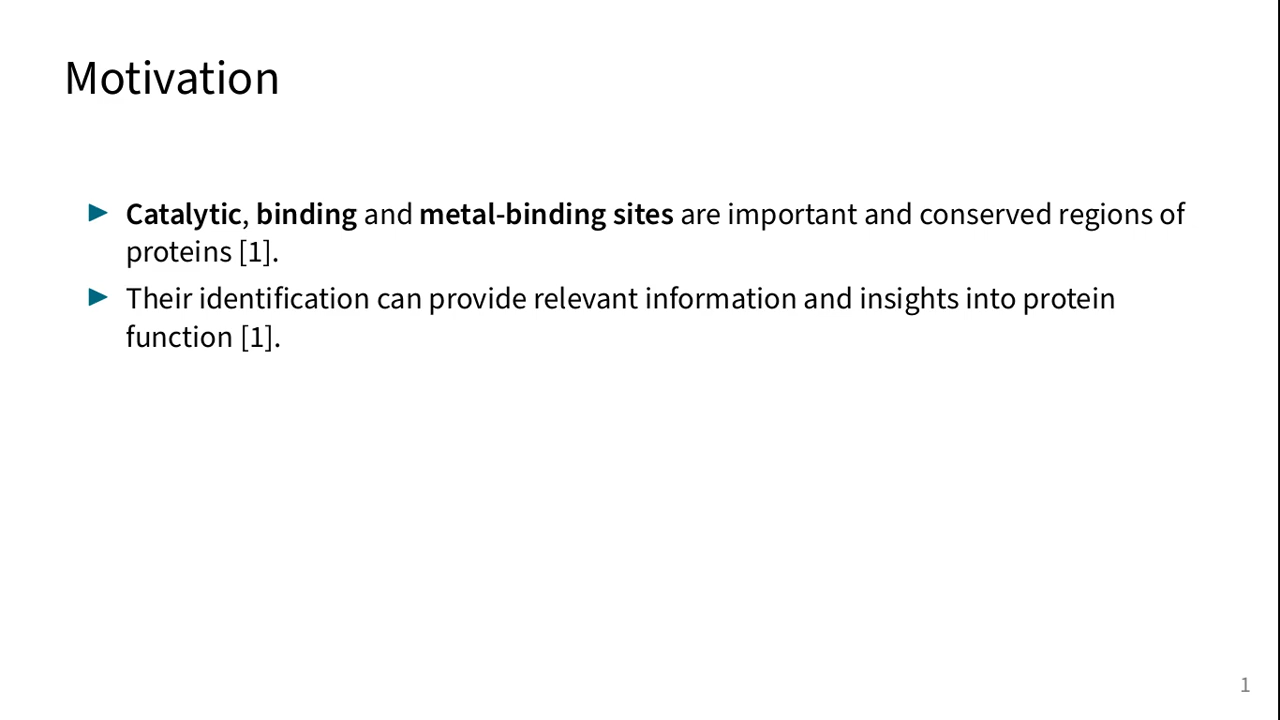 Motivation
Catalytic, binding and metal-binding sites are important and conserved regions of
proteins [1].
Their identification can provide relevant information and insights into protein
function [1].
1